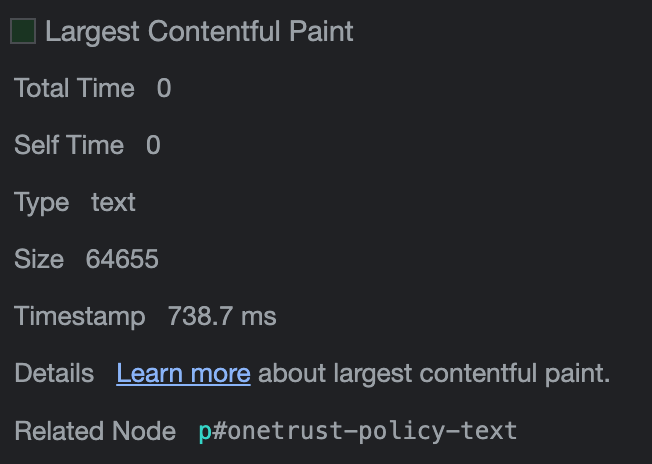 Largest Contentful Paint
Total Time 0
Self Time 0
Type text
Size 64655
Timestamp 738.7 ms
Details Learn more about largest contentful paint.
Related Node p#onetrust-policy-text